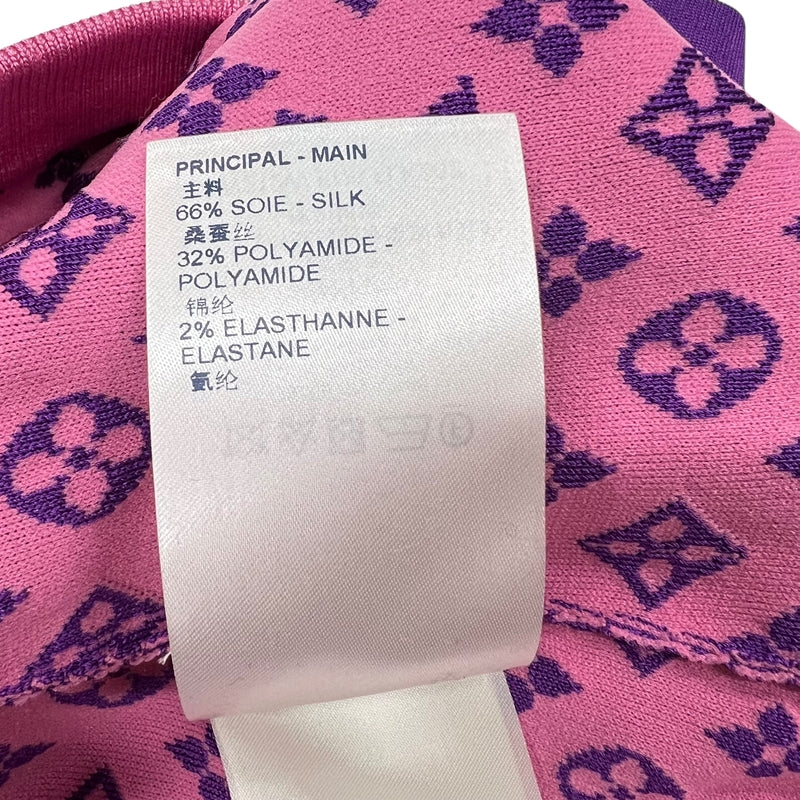 PRINCIPAL - MAIN
主料
66% SOIE - SILK
桑蚕丝
32% POLYAMIDE -
POLYAMIDE
锦纶
2% ELASTHANNE -
ELASTANE
氨纶